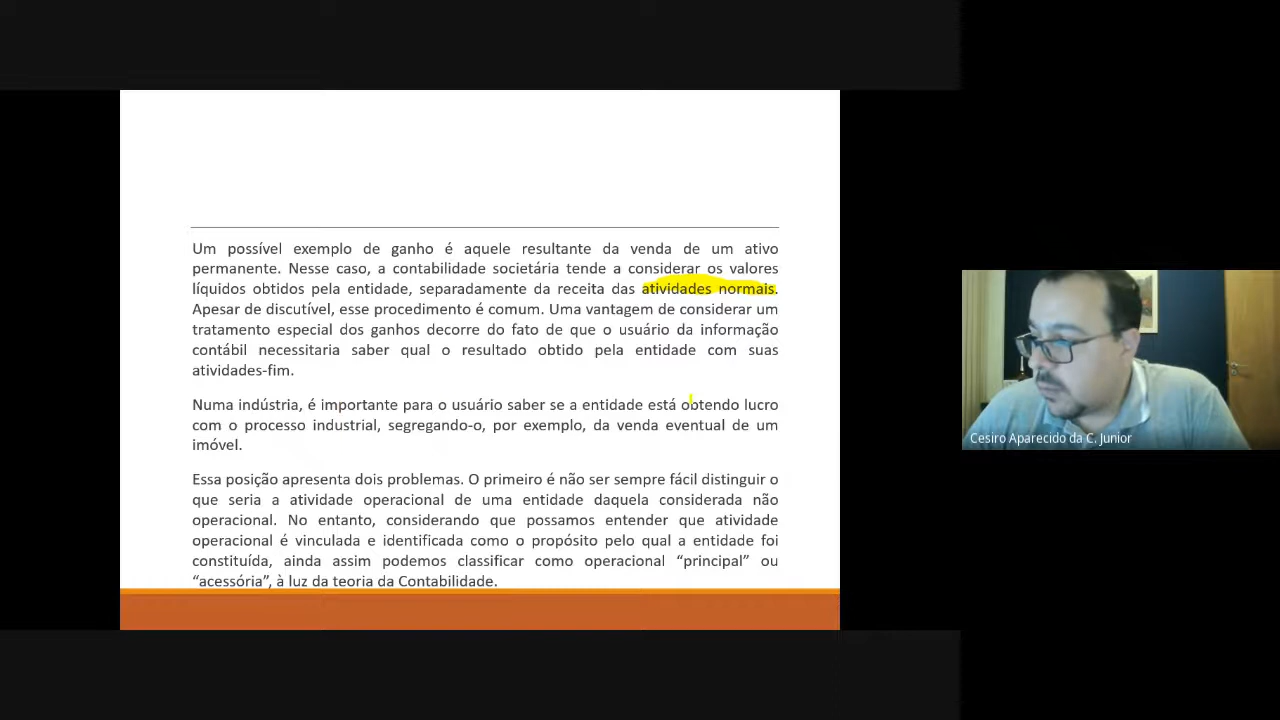 Um possível exemplo de ganho é aquele resultante da venda de um ativo
permanente. Nesse caso, a contabilidade societária tende a considerar os valores
líquidos obtidos pela entidade, separadamente da receita das atividades normais.
Apesar de discutível, esse procedimento é comum. Uma vantagem de considerar um
tratamento especial dos ganhos decorre do fato de que o usuário da informação
contábil necessitaria saber qual o resultado obtido pela entidade com suas
atividades-fim.
Numa indústria, é importante para o usuário saber se a entidade está obtendo lucro
com o processo industrial, segregando-o, por exemplo, da venda eventual de um
imóvel.
Essa posição apresenta dois problemas. O primeiro é não ser sempre fácil distinguir o
que seria a atividade operacional de uma entidade daquela considerada não
operacional. No entanto, considerando que possamos entender que atividade
operacional é vinculada e identificada como o propósito pelo qual a entidade foi
constituída, ainda assim podemos classificar como operacional “principal” ou
“acessória”, à luz da teoria da Contabilidade.
Cesiro Aparecido da C. Junior